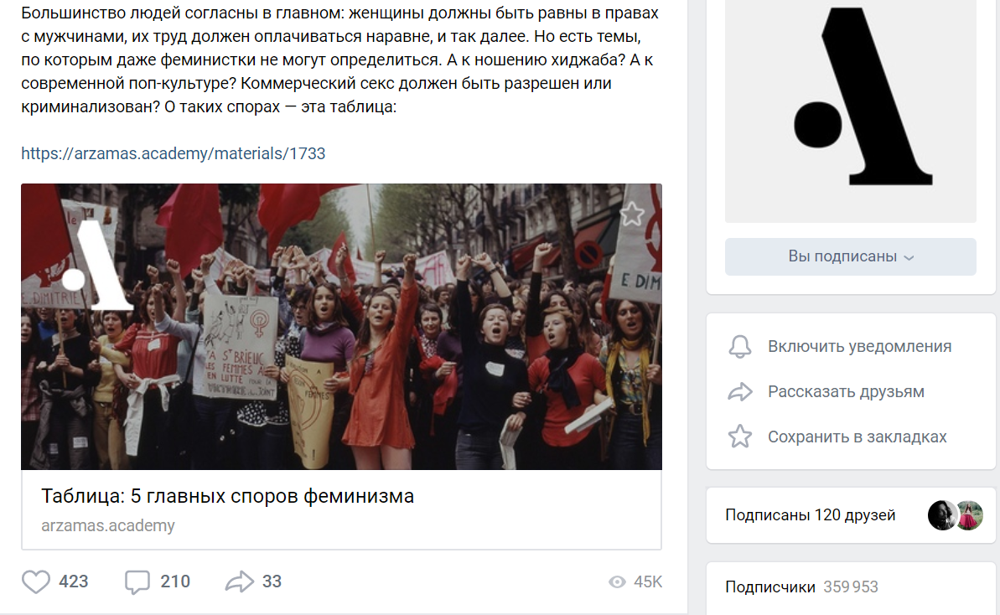 Большинство людей согласны в главном: женщины должны быть равны в правах
с мужчинами, их труд должен оплачиваться наравне, и так далее. Но есть темы,
по которым даже феминистки не могут определиться. А к ношению хиджаба? А к
современной поп-культуре? Коммерческий секс должен быть разрешен или
криминализован? О таких спорах — эта таблица:
https://arzamas.academy/materials/1733
E. DIMITRIE
E. DIM
A ST BRIEUC
LES FEMMES
EN LUTTE POUR LA
VICTOIRE du JOINT
FEMMES
Таблица: 5 главных споров феминизма
arzamas.academy
423
210
33
45K
Вы подписаны
Включить уведомления
Рассказать друзьям
Сохранить в закладках
Подписаны 120 друзей
Подписчики 359 953